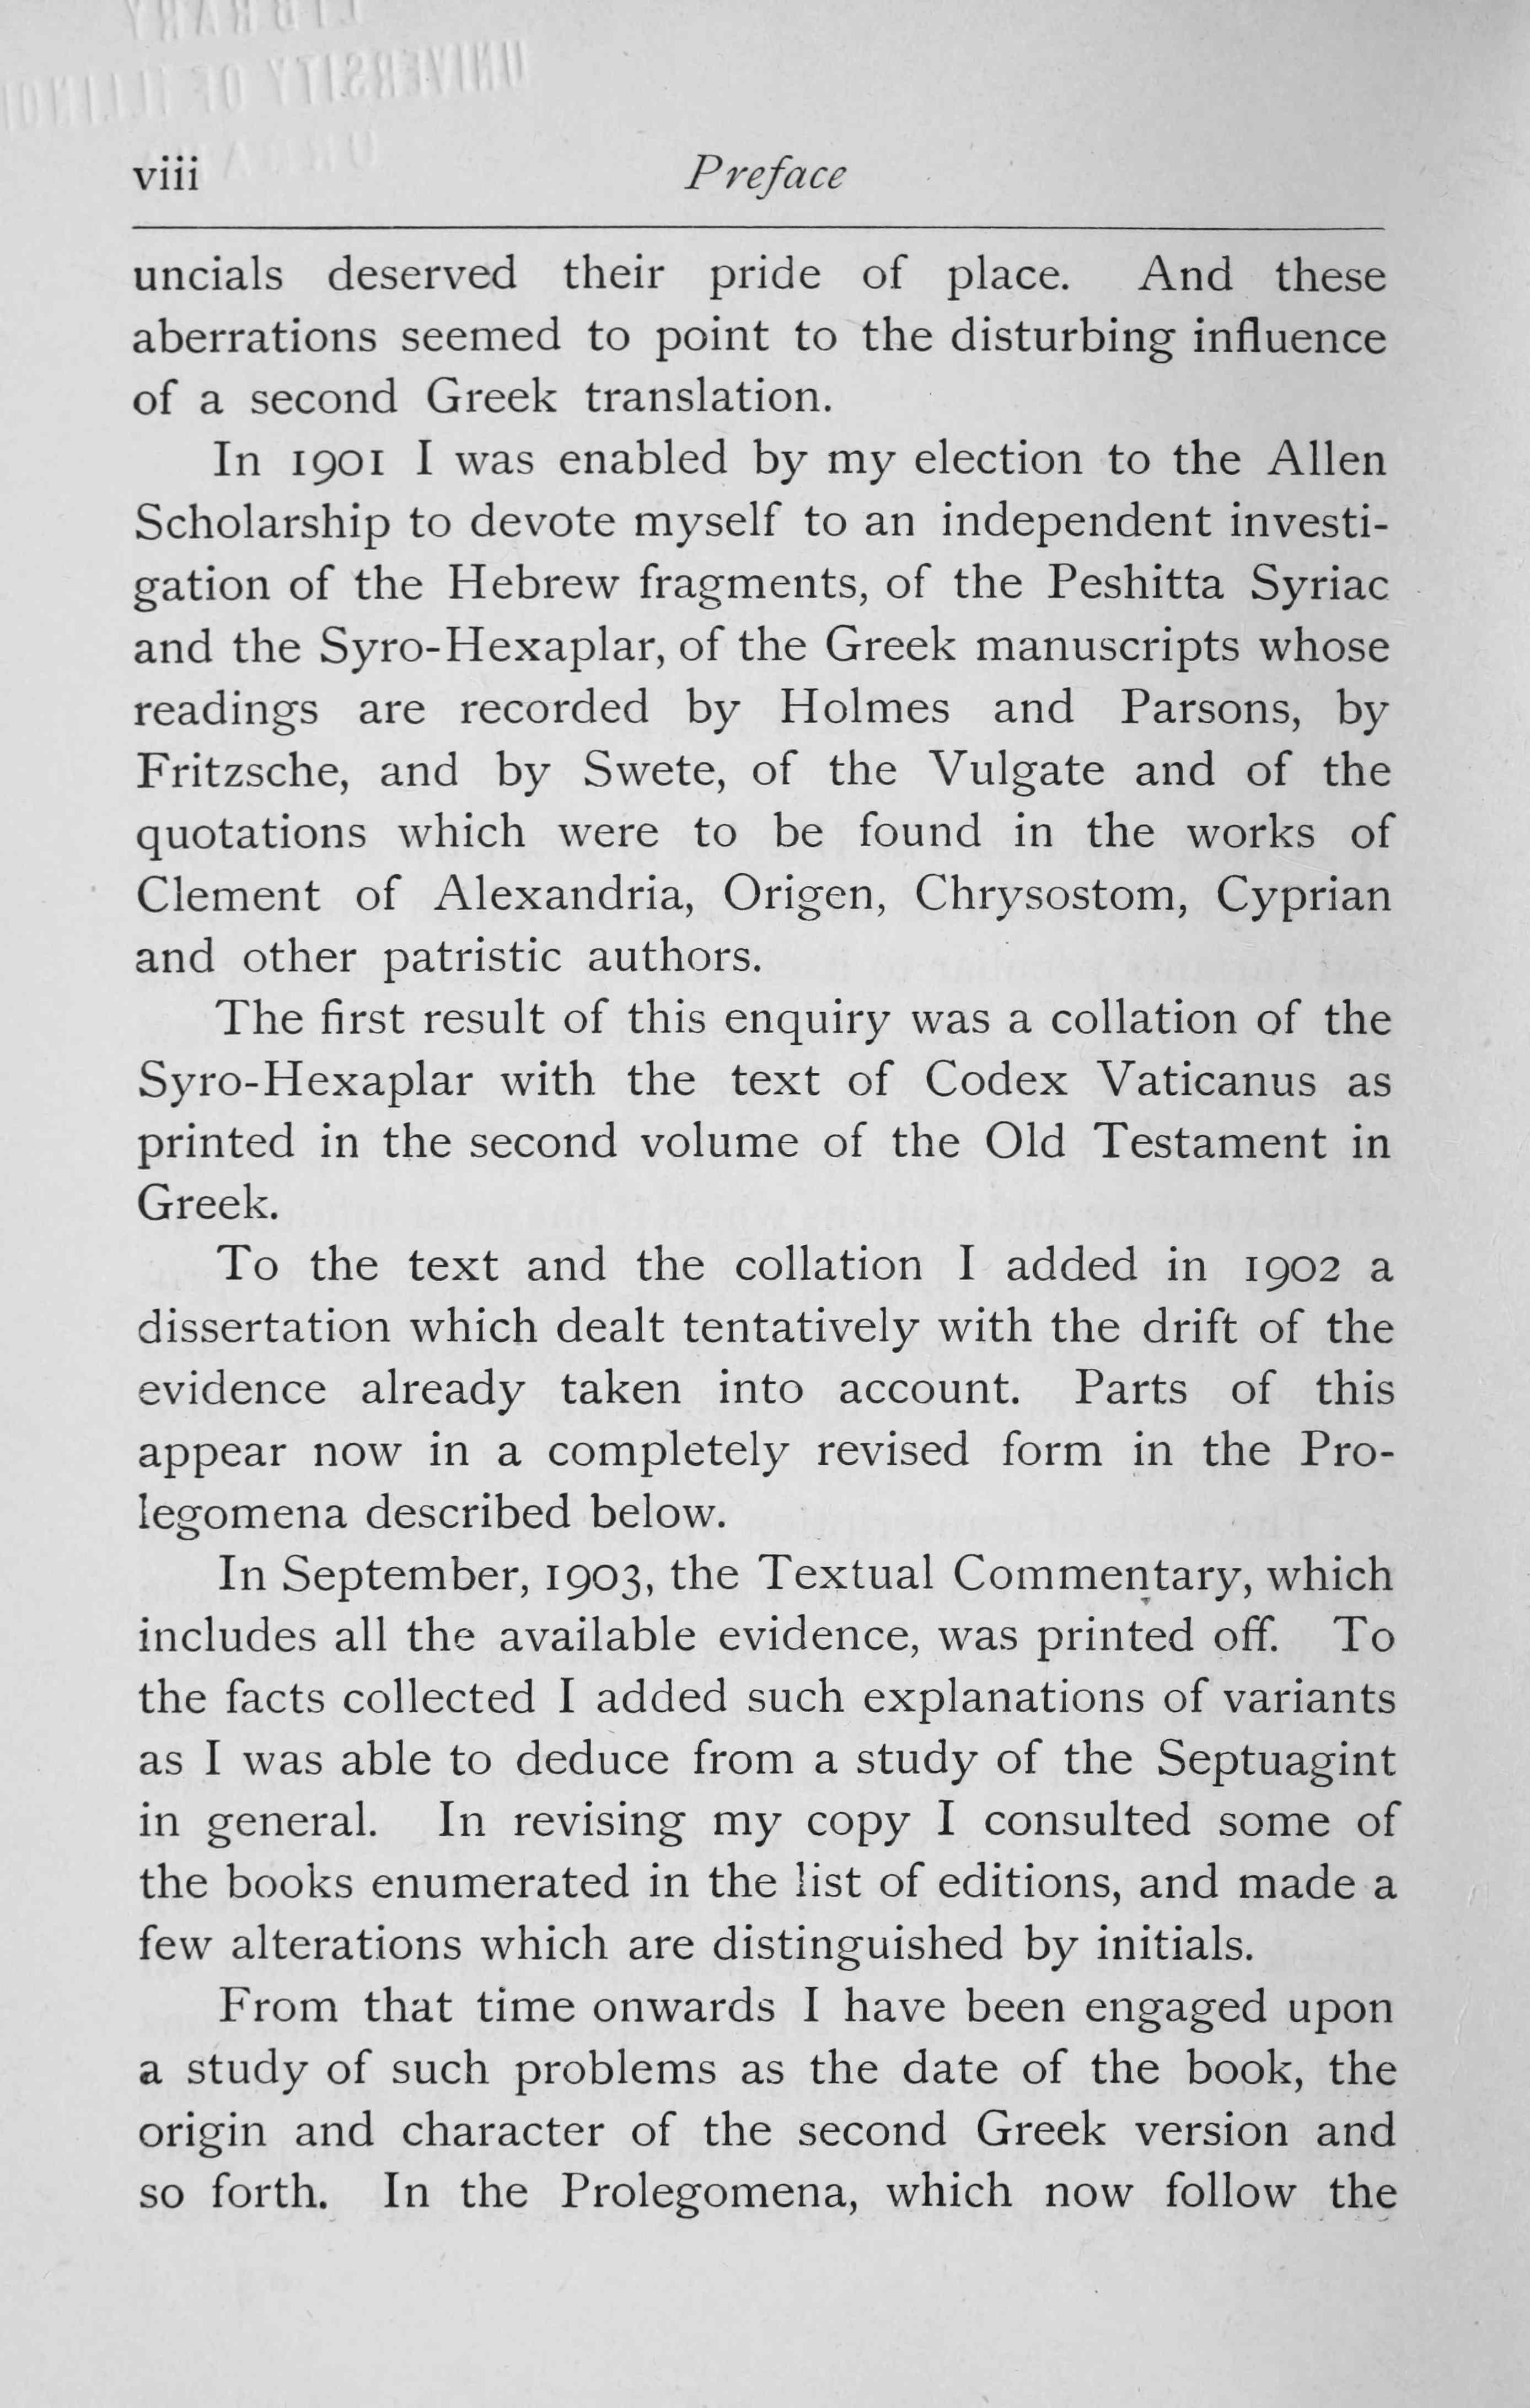 LIBRARY
UNIVERSITY OF ILLINOI
viii Preface
uncials deserved their pride of place. And these
aberrations seemed to point to the disturbing influence
of a second Greek translation.
In 1901 I was enabled by my election to the Allen
Scholarship to devote myself to an independent investi-
gation of the Hebrew fragments, of the Peshitta Syriac
and the Syro-Hexaplar, of the Greek manuscripts whose
readings are recorded by Holmes and Parsons, by
Fritzsche, and by Swete, of the Vulgate and of the
quotations which were to be found in the works of
Clement of Alexandria, Origen, Chrysostom, Cyprian
and other patristic authors.
The first result of this enquiry was a collation of the
Syro-Hexaplar with the text of Codex Vaticanus as
printed in the second volume of the Old Testament in
Greek.
To the text and the collation I added in 1902 a
dissertation which dealt tentatively with the drift of the
evidence already taken into account. Parts of this
appear now in a completely revised form in the Pro-
legomena described below.
In September, 1903, the Textual Commentary, which
includes all the available evidence, was printed off. To
the facts collected I added such explanations of variants
as I was able to deduce from a study of the Septuagint
in general. In revising my copy I consulted some of
the books enumerated in the list of editions, and made a
few alterations which are distinguished by initials.
From that time onwards I have been engaged upon
a study of such problems as the date of the book, the
origin and character of the second Greek version and
so forth. In the Prolegomena, which now follow the